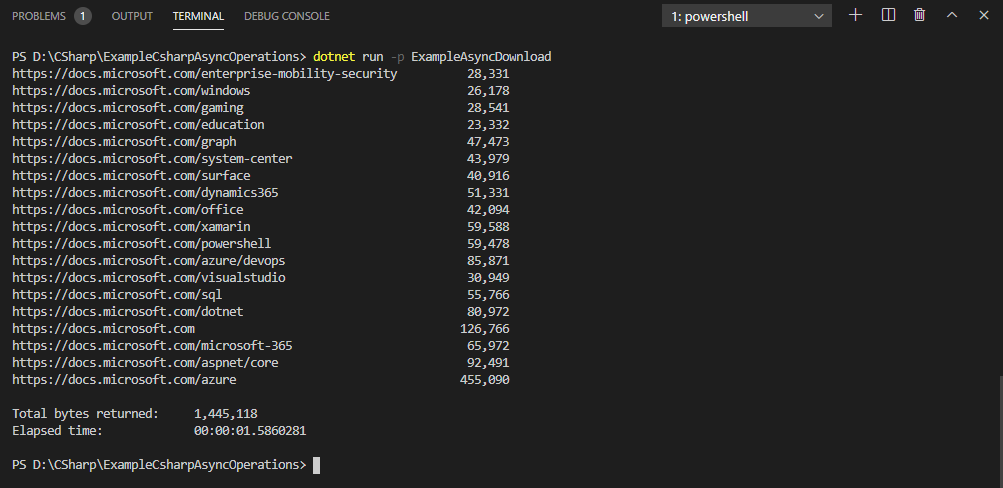 PROBLEMS 1 OUTPUT TERMINAL DEBUG CONSOLE 1: powershell
PS D:\CSharp\ExampleCsharpAsyncOperations> dotnet run -p ExampleAsyncDownload
https://docs.microsoft.com/enterprise-mobility-security 28,331
https://docs.microsoft.com/windows 26,178
https://docs.microsoft.com/gaming 28,541
https://docs.microsoft.com/education 23,332
https://docs.microsoft.com/graph 47,473
https://docs.microsoft.com/system-center 43,979
https://docs.microsoft.com/surface 40,916
https://docs.microsoft.com/dynamics365 51,331
https://docs.microsoft.com/office 42,094
https://docs.microsoft.com/xamarin 59,588
https://docs.microsoft.com/powershell 59,478
https://docs.microsoft.com/azure/devops 85,871
https://docs.microsoft.com/visualstudio 30,949
https://docs.microsoft.com/sql 55,766
https://docs.microsoft.com/dotnet 80,972
https://docs.microsoft.com 126,766
https://docs.microsoft.com/microsoft-365 65,972
https://docs.microsoft.com/aspnet/core 92,491
https://docs.microsoft.com/azure 455,090
Total bytes returned: 1,445,118
Elapsed time: 00:00:01.5860281
PS D:\CSharp\ExampleCsharpAsyncOperations>